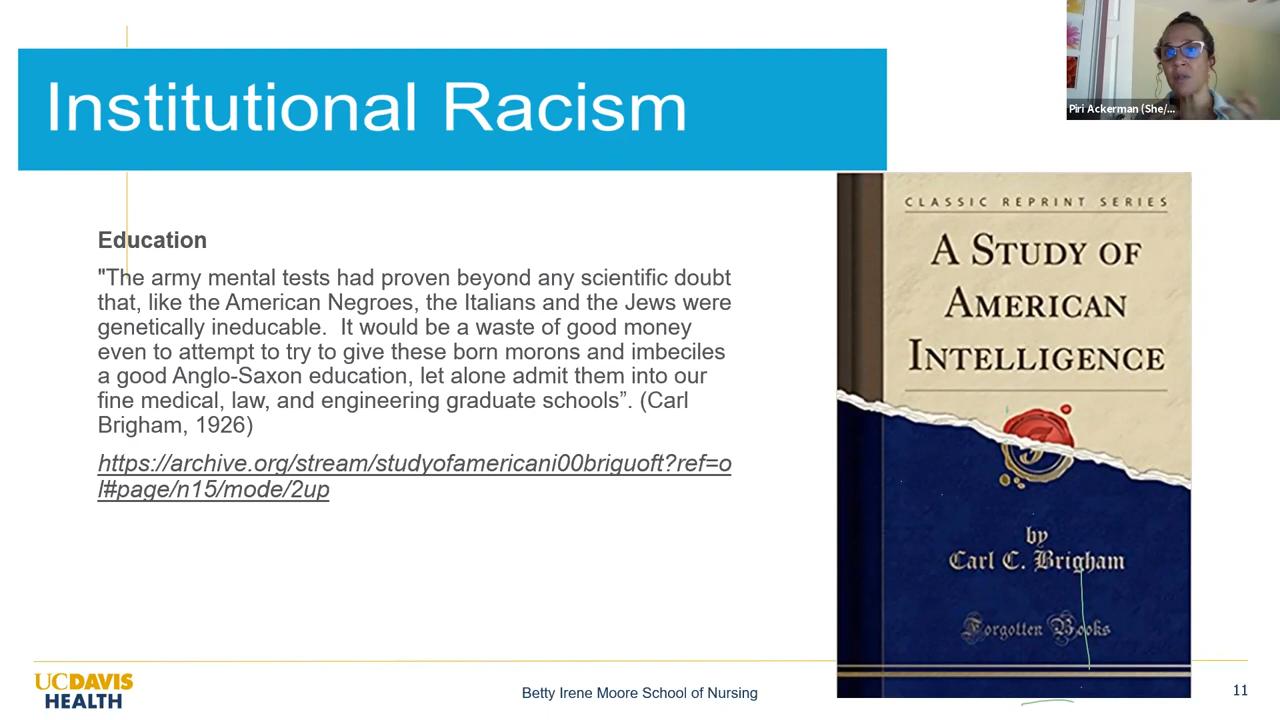 Institutional Racism
Piri Ackerman (She/...
Education
"The army mental tests had proven beyond any scientific doubt
that, like the American Negroes, the Italians and the Jews were
genetically ineducable.  It would be a waste of good money
even to attempt to try to give these born morons and imbeciles
a good Anglo-Saxon education, let alone admit them into our
fine medical, law, and engineering graduate schools”. (Carl
Brigham, 1926)
https://archive.org/stream/studyofamericani00briguoft?ref=o
l#page/n15/mode/2up
CLASSIC REPRINT SERIES
A STUDY OF
AMERICAN
INTELLIGENCE
by
Carl C. Brigham
Forgotten Books
UCDAVIS
HEALTH
Betty Irene Moore School of Nursing
11